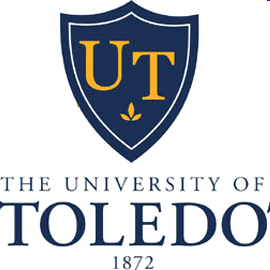 UT
THE UNIVERSITY OF
TOLEDO
1872